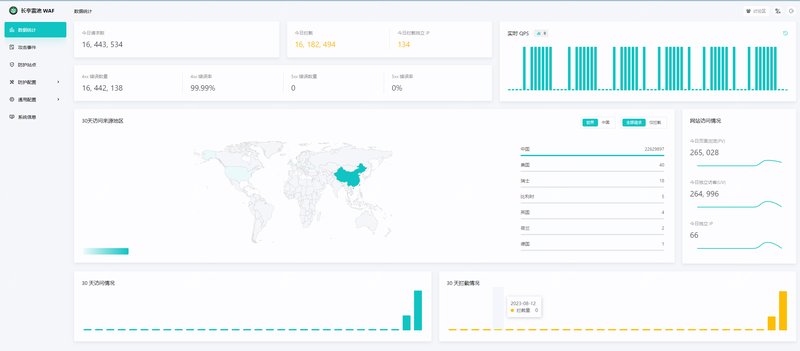 长亭雷池 WAF
数据统计
讨论区
数据统计
攻击事件
防护站点
防护配置
通用配置
系统信息
今日请求数
16, 443, 534
今日拦截
16, 182, 494
今日拦截独立 IP
134
实时 QPS
0
4xx 错误数量
16, 442, 138
4xx 错误率
99.99%
5xx 错误数量
0
5xx 错误率
0%
30天访问来源地区
世界
中国
全部请求
仅拦截
中国
22629897
美国
40
瑞士
10
比利时
5
英国
4
荷兰
2
德国
1
网站访问情况
今日页面浏览(PV)
265, 028
今日独立访客(UV)
264, 996
今日独立 IP
66
30 天访问情况
30 天拦截情况
2023-08-12
拦截量
0